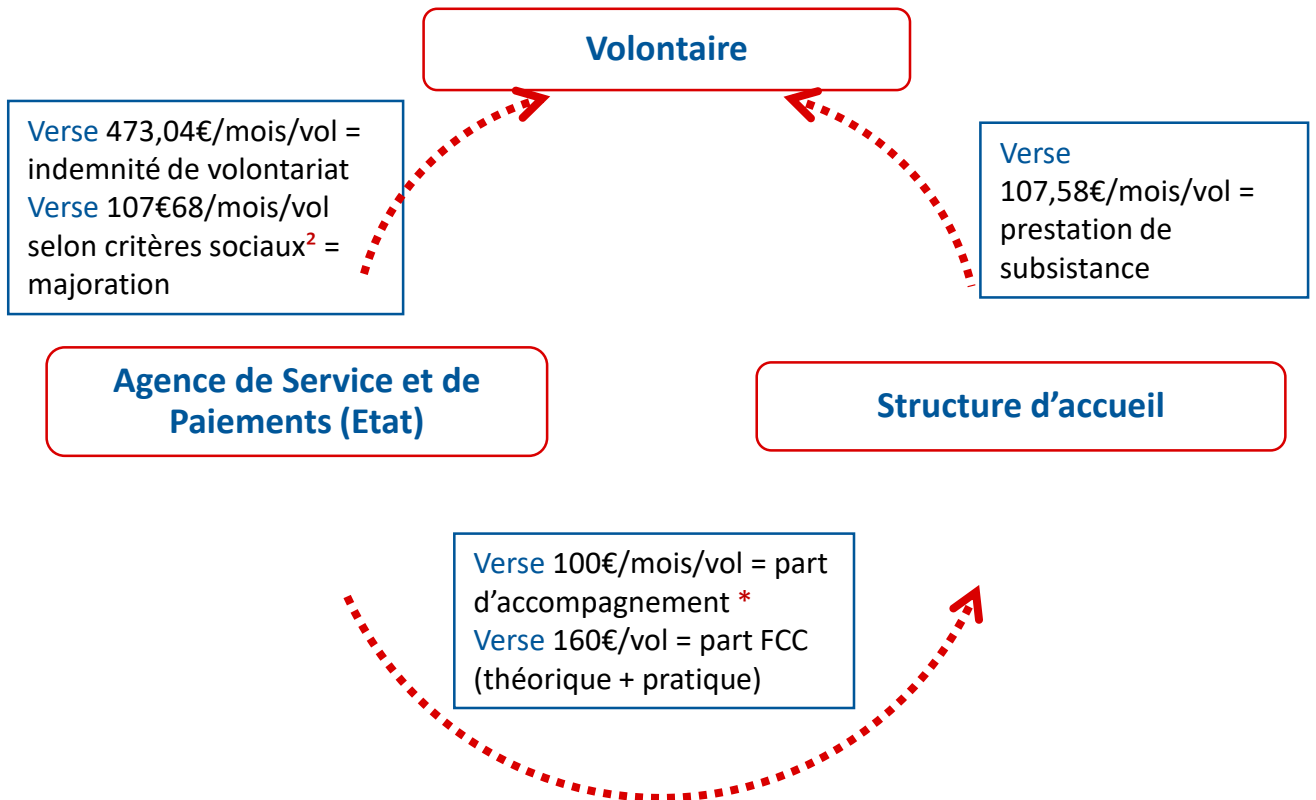 Volontaire
Verse 473,04€/mois/vol =
indemnité de volontariat
Verse 107€68/mois/vol
selon critères sociaux² =
majoration
Verse
107,58€/mois/vol =
prestation de
subsistance
Agence de Service et de
Paiements (Etat)
Structure d’accueil
Verse 100€/mois/vol = part
d’accompagnement *
Verse 160€/vol = part FCC
(théorique + pratique)